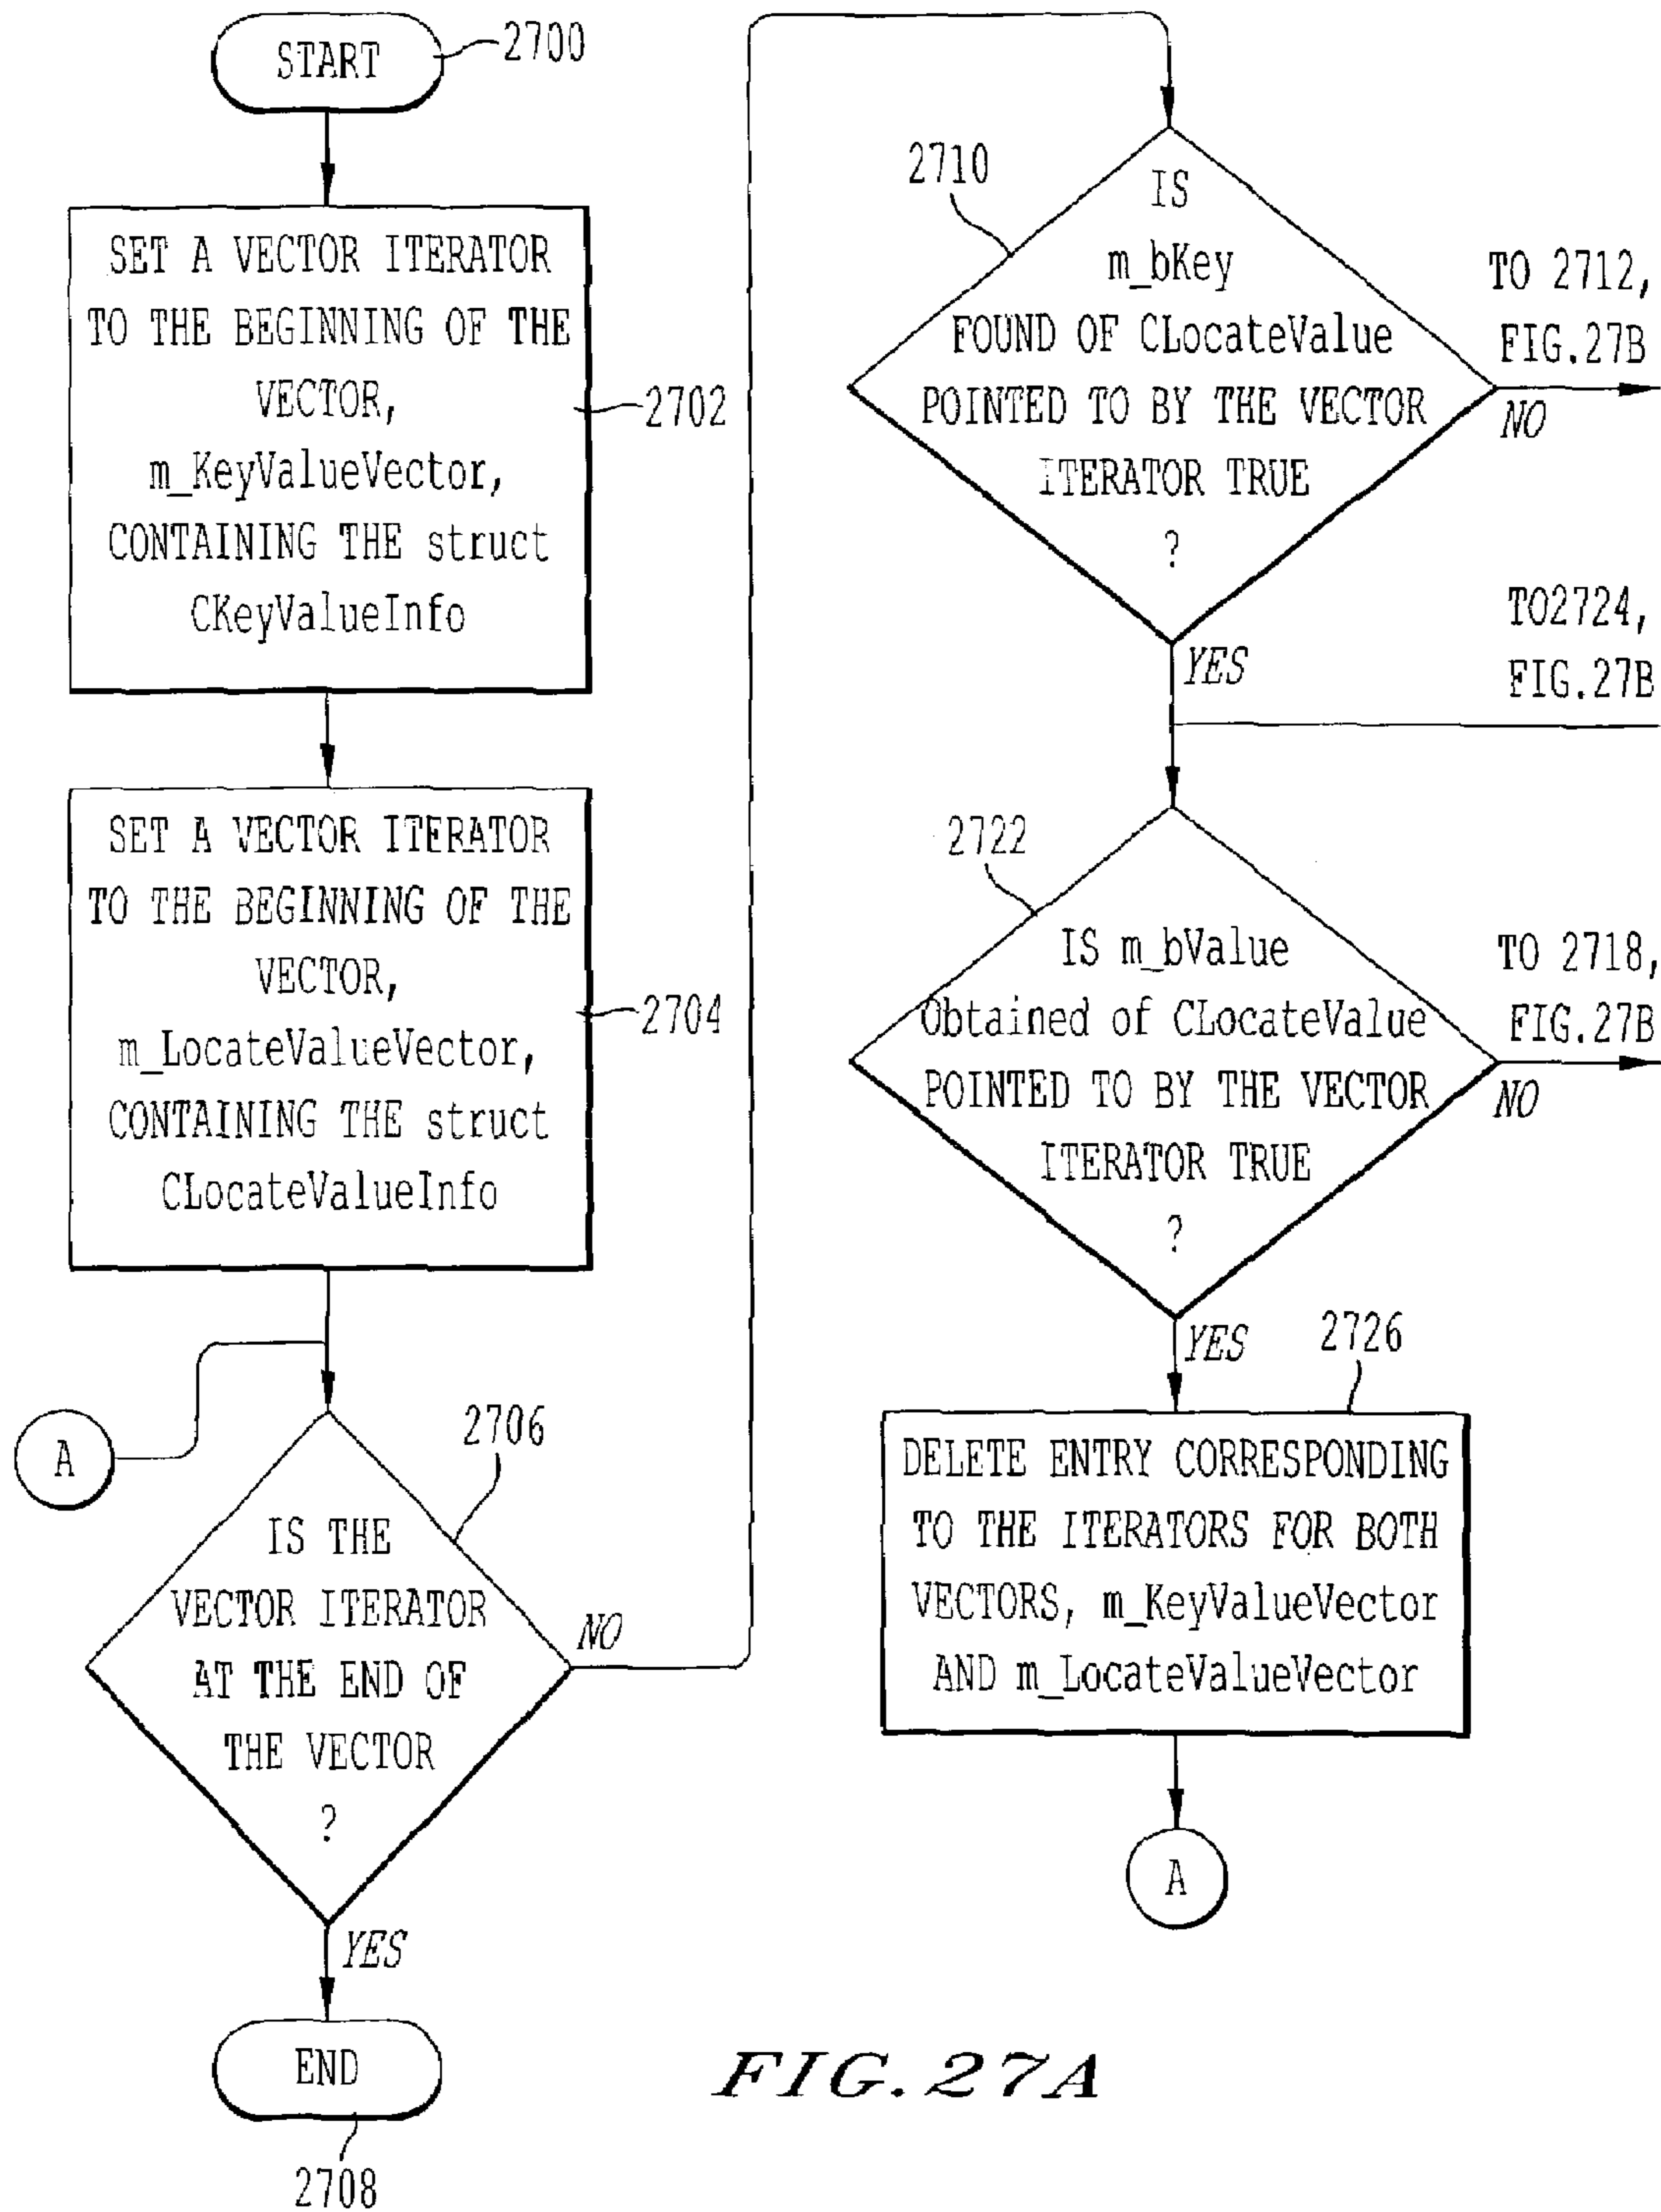 START
2700
SET A VECTOR ITERATOR
TO THE BEGINNING OF THE
VECTOR,
m_KeyValueVector,
CONTAINING THE struct
CKeyValueInfo
2702
SET A VECTOR ITERATOR
TO THE BEGINNING OF THE
VECTOR,
m_LocateValueVector,
CONTAINING THE struct
CLocateValueInfo
2704
A
2706
IS THE
VECTOR ITERATOR
AT THE END OF
THE VECTOR
?
NO
YES
END
2708
2710
IS
m_bKey
FOUND OF CLocateValue
POINTED TO BY THE VECTOR
ITERATOR TRUE
?
TO 2712,
FIG.27B
NO
YES
TO2724,
FIG.27B
2722
IS m_bValue
Obtained of CLocateValue
POINTED TO BY THE VECTOR
ITERATOR TRUE
?
TO 2718,
FIG.27B
NO
YES
2726
DELETE ENTRY CORRESPONDING
TO THE ITERATORS FOR BOTH
VECTORS, m_KeyValueVector
AND m_LocateValueVector
A
FIG.27A